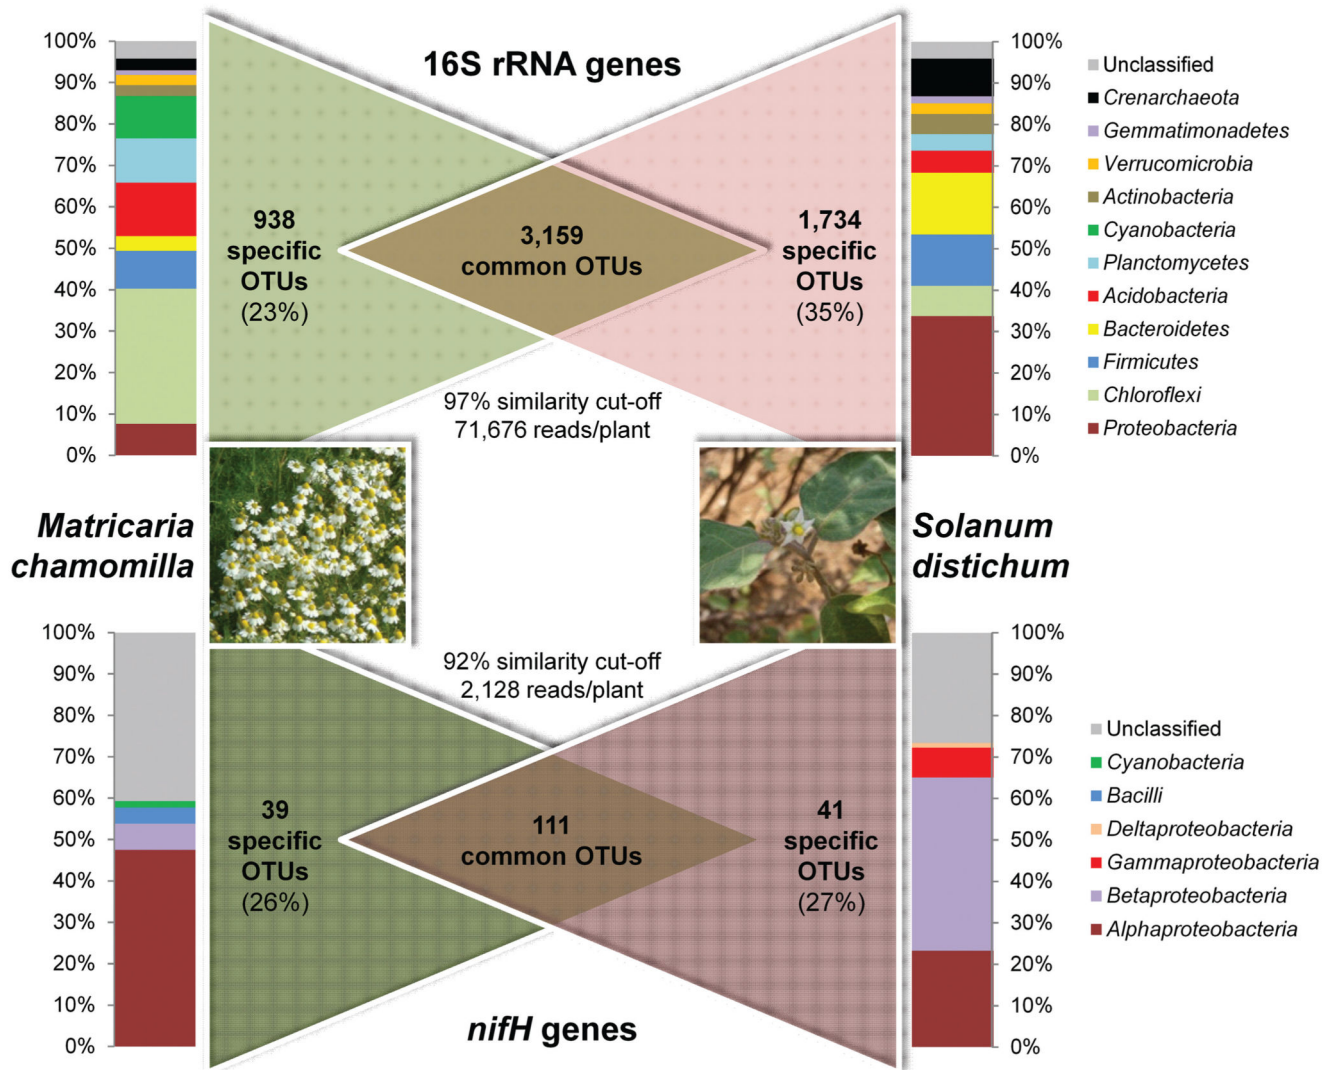 16S rRNA genes
100%
90%
80%
70%
60%
50%
40%
30%
20%
10%
0%
938
specific
OTUs
(23%)
3,159
common OTUs
1,734
specific
OTUs
(35%)
97% similarity cut-off
71,676 reads/plant
100%
90%
80%
70%
60%
50%
40%
30%
20%
10%
0%
Unclassified
Crenarchaeota
Gemmatimonadetes
Verrucomicrobia
Actinobacteria
Cyanobacteria
Planctomycetes
Acidobacteria
Bacteroidetes
Firmicutes
Chloroflexi
Proteobacteria
Matricaria
chamomilla
Solanum
distichum
100%
90%
80%
70%
60%
50%
40%
30%
20%
10%
0%
92% similarity cut-off
2,128 reads/plant
39
specific
OTUs
(26%)
111
common OTUs
41
specific
OTUs
(27%)
nifH genes
100%
90%
80%
70%
60%
50%
40%
30%
20%
10%
0%
Unclassified
Cyanobacteria
Bacilli
Deltaproteobacteria
Gammaproteobacteria
Betaproteobacteria
Alphaproteobacteria